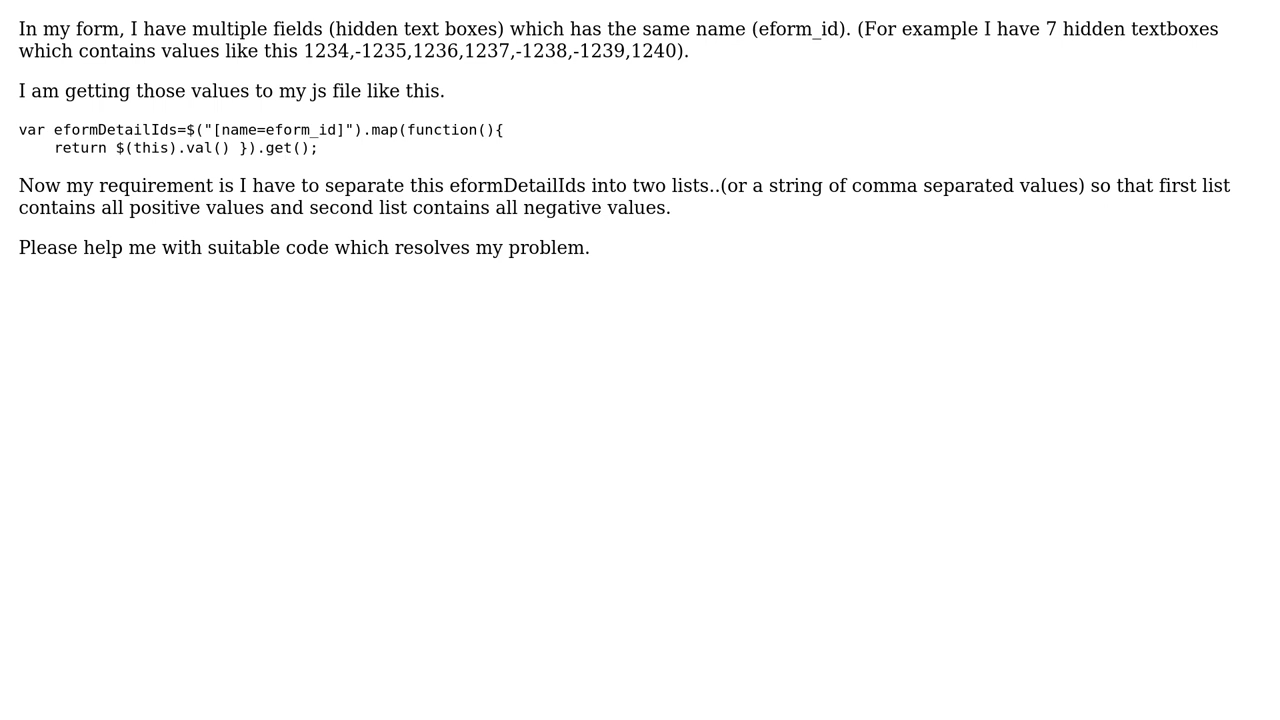 In my form, I have multiple fields (hidden text boxes) which has the same name (eform_id). (For example I have 7 hidden textboxes
which contains values like this 1234,-1235,1236,1237,-1238,-1239,1240).
I am getting those values to my js file like this.
var eformDetailIds=$("[name=eform_id]").map(function(){
    return $(this).val() }).get();
Now my requirement is I have to separate this eformDetailIds into two lists..(or a string of comma separated values) so that first list
contains all positive values and second list contains all negative values.
Please help me with suitable code which resolves my problem.